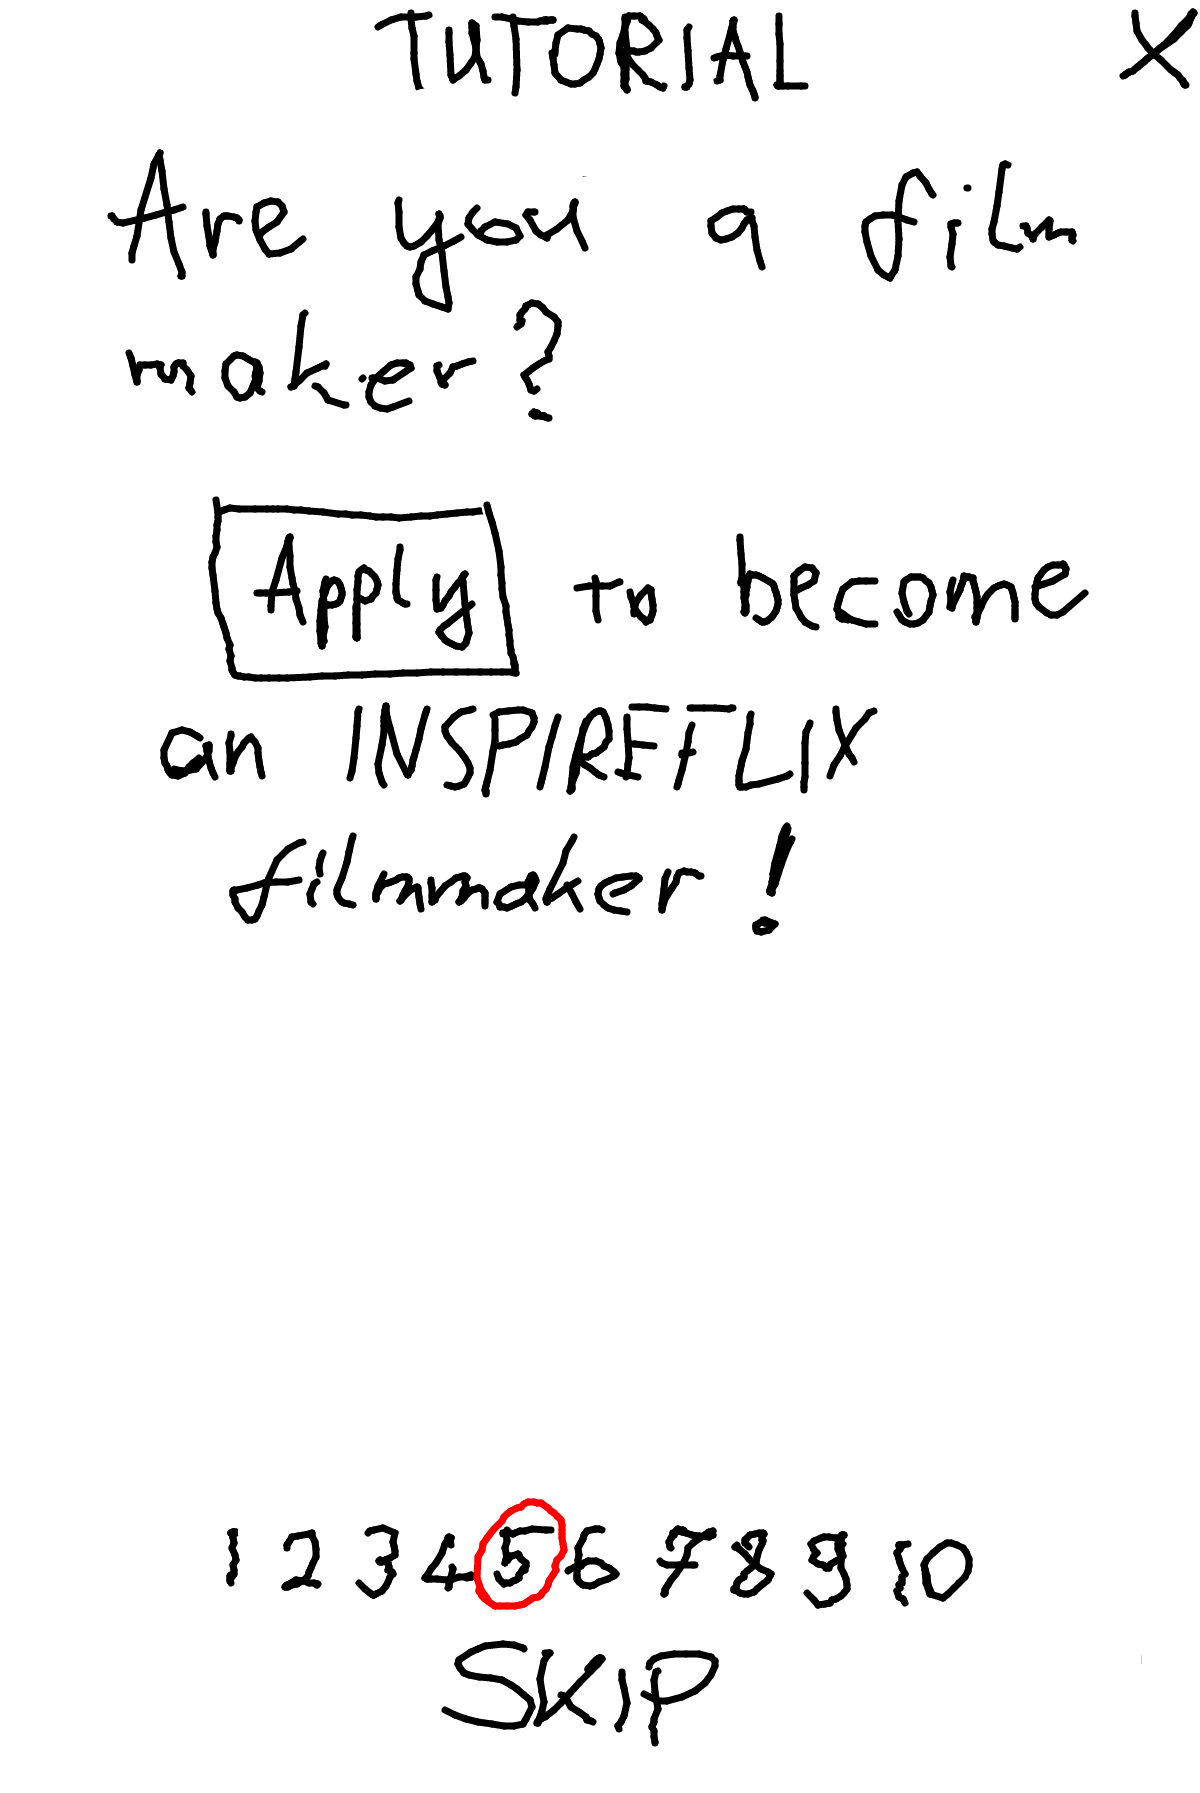 TUTORIAL X
Are you a film
maker?
Apply to become
an INSPIREFLIX
filmmaker!
1 2 3 4 5 6 7 8 9 10
SKIP